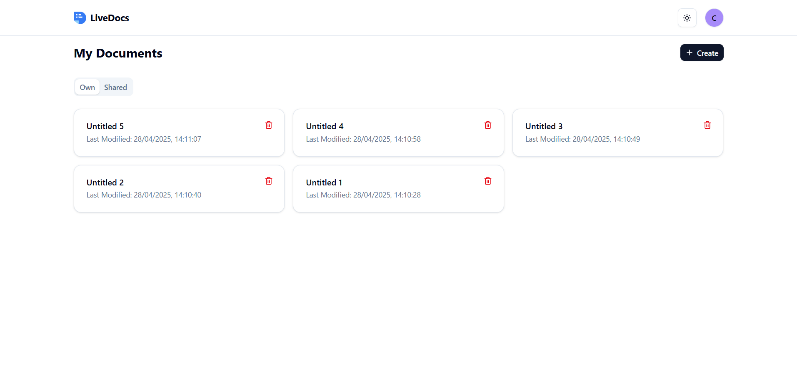 LiveDocs
C
My Documents
+ Create
Own
Shared
Untitled 5
Last Modified: 28/04/2025, 14:11:07
Untitled 4
Last Modified: 28/04/2025, 14:10:58
Untitled 3
Last Modified: 28/04/2025, 14:10:49
Untitled 2
Last Modified: 28/04/2025, 14:10:40
Untitled 1
Last Modified: 28/04/2025, 14:10:28